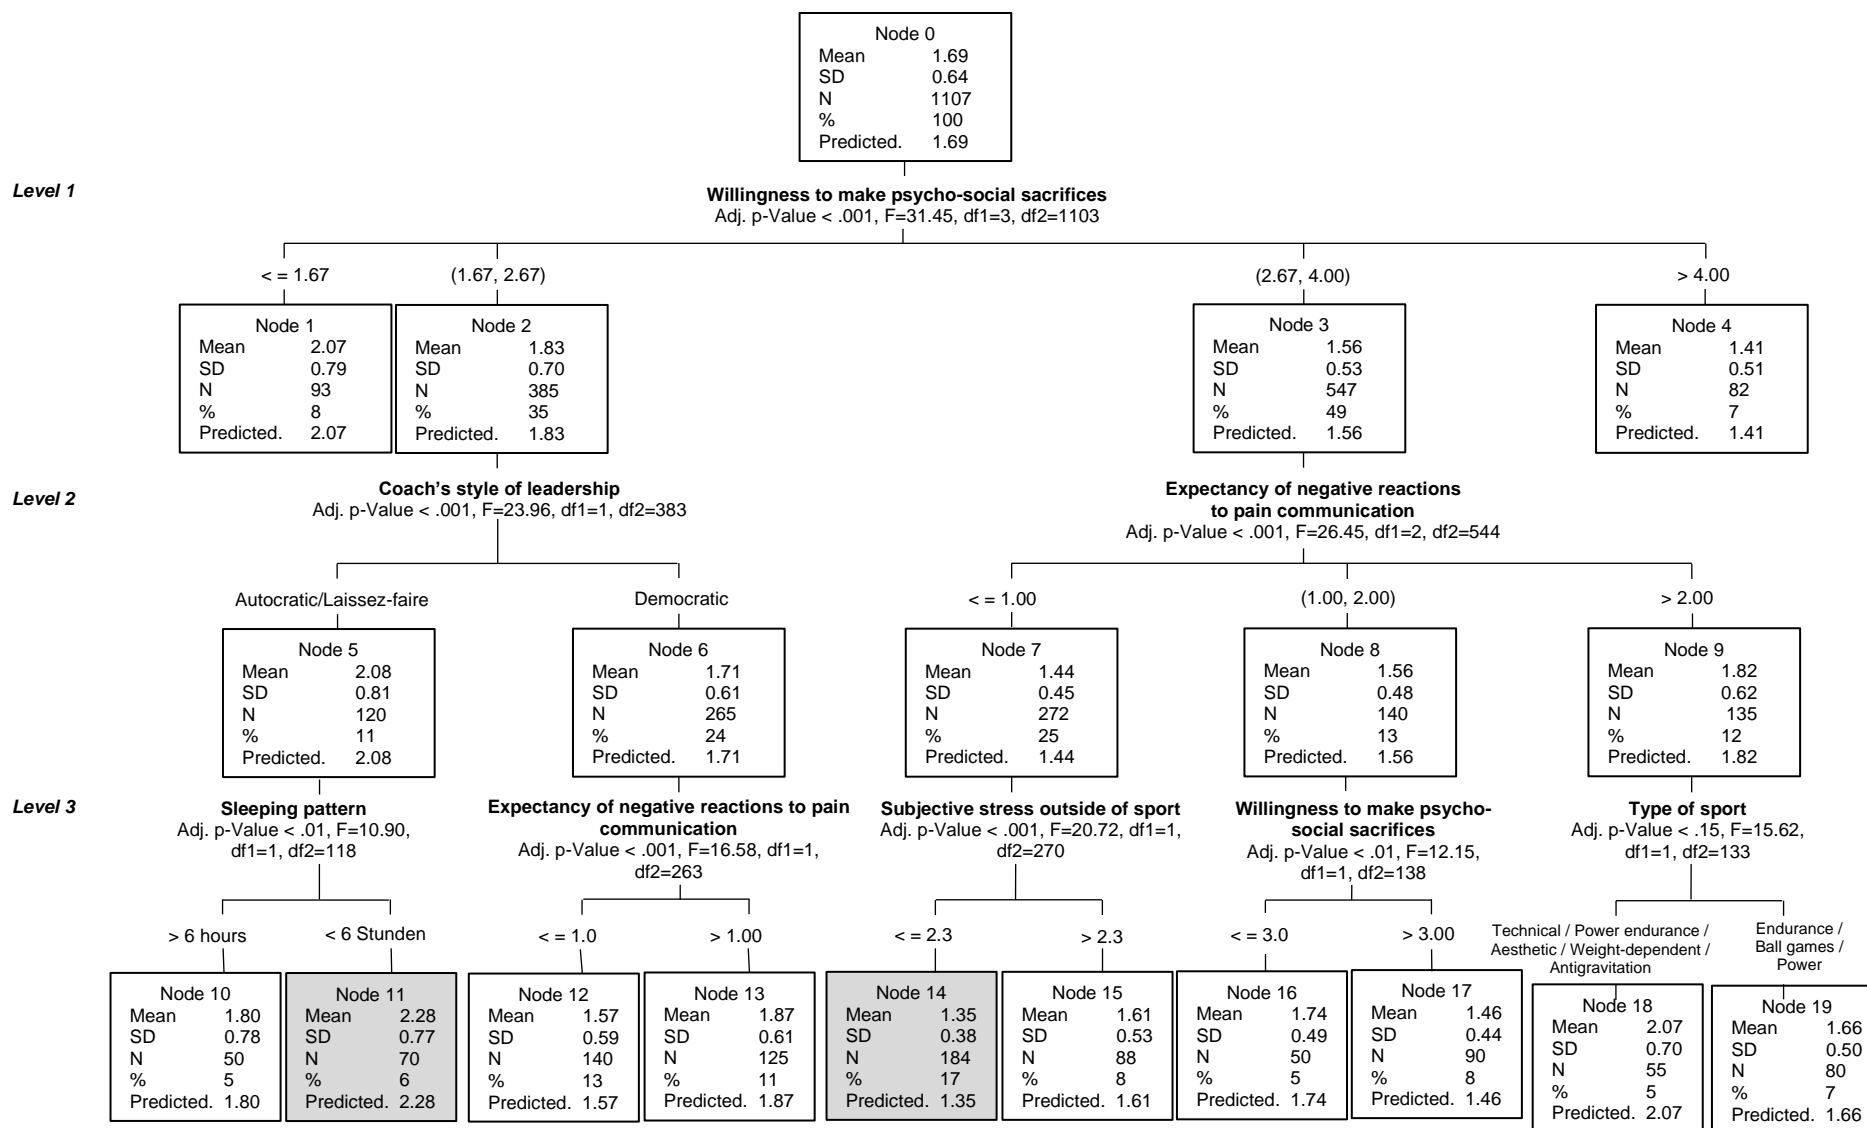 Node 0
Mean 1.69
SD 0.64
N 1107
% 100
Predicted. 1.69
Level 1
Willingness to make psycho-social sacrifices
Adj. p-Value < .001, F=31.45, df1=3, df2=1103
< = 1.67
(1.67, 2.67)
(2.67, 4.00)
> 4.00
Node 1
Mean 2.07
SD 0.79
N 93
% 8
Predicted. 2.07
Node 2
Mean 1.83
SD 0.70
N 385
% 35
Predicted. 1.83
Node 3
Mean 1.56
SD 0.53
N 547
% 49
Predicted. 1.56
Node 4
Mean 1.41
SD 0.51
N 82
% 7
Predicted. 1.41
Level 2
Coach's style of leadership
Adj. p-Value < .001, F=23.96, df1=1, df2=383
Expectancy of negative reactions
to pain communication
Adj. p-Value < .001, F=26.45, df1=2, df2=544
Autocratic/Laissez-faire
Democratic
< = 1.00
(1.00, 2.00)
> 2.00
Node 5
Mean 2.08
SD 0.81
N 120
% 11
Predicted. 2.08
Node 6
Mean 1.71
SD 0.61
N 265
% 24
Predicted. 1.71
Node 7
Mean 1.44
SD 0.45
N 272
% 25
Predicted. 1.44
Node 8
Mean 1.56
SD 0.48
N 140
% 13
Predicted. 1.56
Node 9
Mean 1.82
SD 0.62
N 135
% 12
Predicted. 1.82
Level 3
Sleeping pattern
Adj. p-Value < .01, F=10.90,
df1=1, df2=118
Expectancy of negative reactions to pain
communication
Adj. p-Value < .001, F=16.58, df1=1,
df2=263
Subjective stress outside of sport
Adj. p-Value < .001, F=20.72, df1=1,
df2=270
Willingness to make psycho-
social sacrifices
Adj. p-Value < .01, F=12.15,
df1=1, df2=138
Type of sport
Adj. p-Value < .15, F=15.62,
df1=1, df2=133
> 6 hours
< 6 Stunden
< = 1.0
> 1.00
< = 2.3
> 2.3
< = 3.0
> 3.00
Technical / Power endurance /
Aesthetic / Weight-dependent /
Antigravitation
Endurance /
Ball games /
Power
Node 10
Mean 1.80
SD 0.78
N 50
% 5
Predicted. 1.80
Node 11
Mean 2.28
SD 0.77
N 70
% 6
Predicted. 2.28
Node 12
Mean 1.57
SD 0.59
N 140
% 13
Predicted. 1.57
Node 13
Mean 1.87
SD 0.61
N 125
% 11
Predicted. 1.87
Node 14
Mean 1.35
SD 0.38
N 184
% 17
Predicted. 1.35
Node 15
Mean 1.61
SD 0.53
N 88
% 8
Predicted. 1.61
Node 16
Mean 1.74
SD 0.49
N 50
% 5
Predicted. 1.74
Node 17
Mean 1.46
SD 0.44
N 90
% 8
Predicted. 1.46
Node 18
Mean 2.07
SD 0.70
N 55
% 5
Predicted. 2.07
Node 19
Mean 1.66
SD 0.50
N 80
% 7
Predicted. 1.66